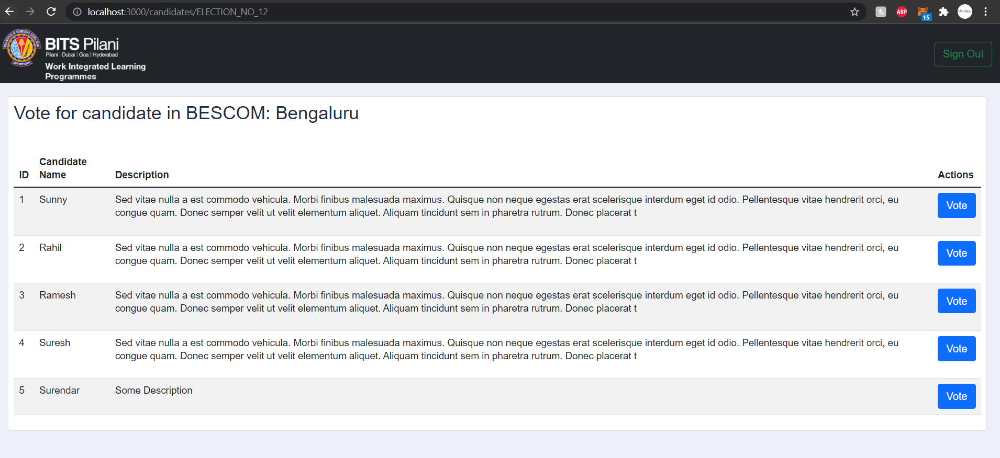 localhost:3000/candidates/ELECTION_NO_12
ABP
15
BITS Pilani
Pilani | Dubai | Goa | Hyderabad
Work Integrated Learning
Programmes
Sign Out
Vote for candidate in BESCOM: Bengaluru
ID Candidate Name Description Actions
1 Sunny Sed vitae nulla a est commodo vehicula. Morbi finibus malesuada maximus. Quisque non neque egestas erat scelerisque interdum eget id odio. Pellentesque vitae hendrerit orci, eu
congue quam. Donec semper velit ut velit elementum aliquet. Aliquam tincidunt sem in pharetra rutrum. Donec placerat t
Vote
2 Rahil Sed vitae nulla a est commodo vehicula. Morbi finibus malesuada maximus. Quisque non neque egestas erat scelerisque interdum eget id odio. Pellentesque vitae hendrerit orci, eu
congue quam. Donec semper velit ut velit elementum aliquet. Aliquam tincidunt sem in pharetra rutrum. Donec placerat t
Vote
3 Ramesh Sed vitae nulla a est commodo vehicula. Morbi finibus malesuada maximus. Quisque non neque egestas erat scelerisque interdum eget id odio. Pellentesque vitae hendrerit orci, eu
congue quam. Donec semper velit ut velit elementum aliquet. Aliquam tincidunt sem in pharetra rutrum. Donec placerat t
Vote
4 Suresh Sed vitae nulla a est commodo vehicula. Morbi finibus malesuada maximus. Quisque non neque egestas erat scelerisque interdum eget id odio. Pellentesque vitae hendrerit orci, eu
congue quam. Donec semper velit ut velit elementum aliquet. Aliquam tincidunt sem in pharetra rutrum. Donec placerat t
Vote
5 Surendar Some Description
Vote